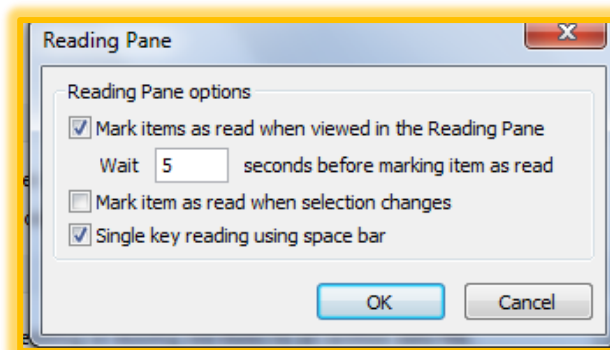 Reading Pane
Reading Pane options
Mark items as read when viewed in the Reading Pane
Wait 5 seconds before marking item as read
Mark item as read when selection changes
Single key reading using space bar
OK Cancel